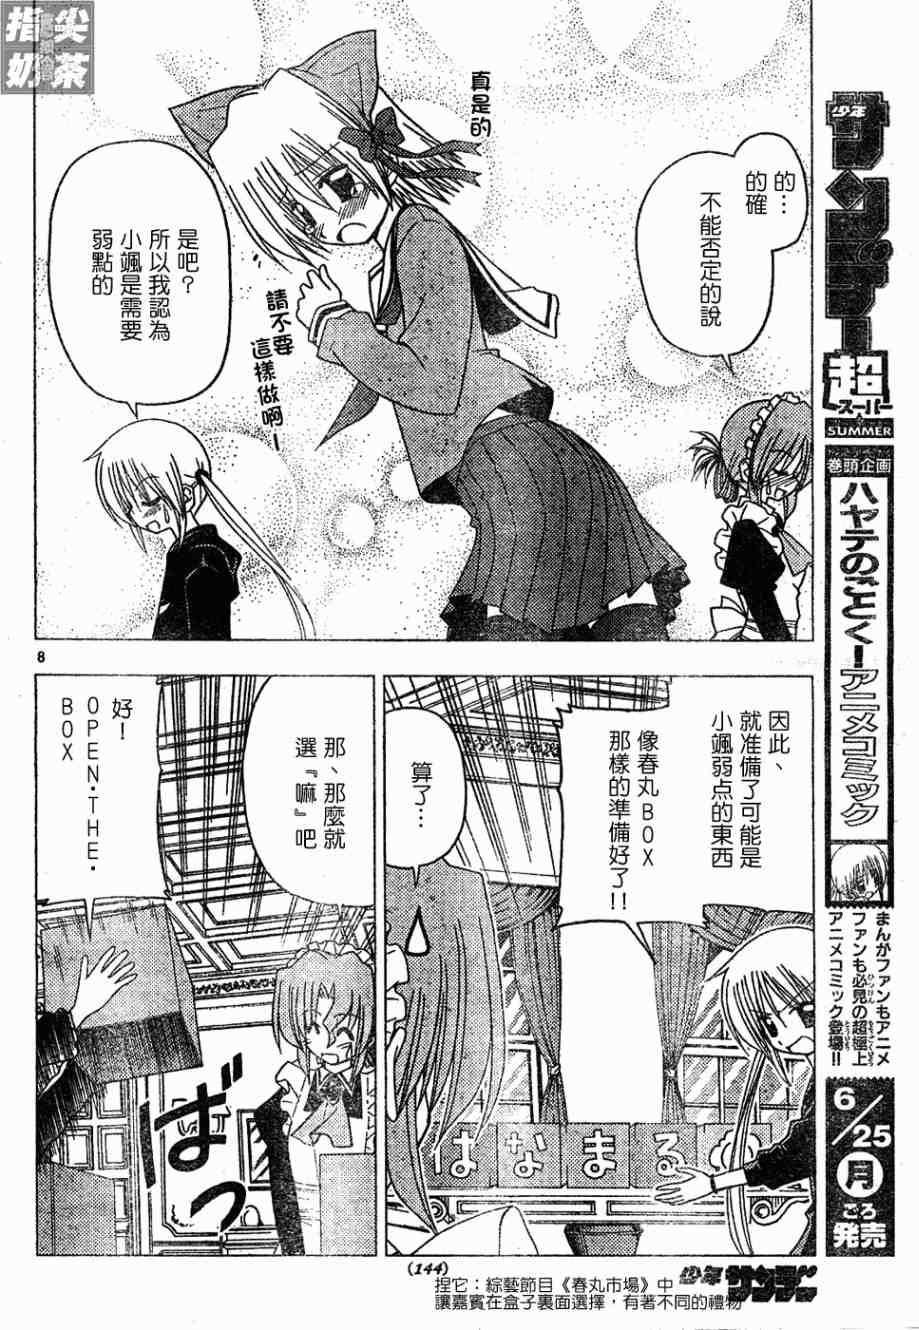 指尖
奶茶
真是的
的…
的確
不能否定的說
是吧？
所以我認為
小颯是需要
弱點的
請不要
這樣做啊—
8
因此、
就准備了可能是
小颯弱点的東西
像春丸BOX
那樣的準備好了!!
算了…
那、那麼就
選『嘛』吧
好！
OPEN·THE·
BOX
ばっ
はなまる
(144)
捏它：綜藝節目《春丸市場》中
讓嘉賓在盒子裏面選擇，有著不同的禮物
少年サンデー
少年
サンデー
超
スーパー
SUMMER
巻頭企画
ハヤテのごとく！アニメコミック
まんがファンもアニメ
ファンも必見の超極上
アニメコミック登場!!
6/25
月
ごろ
発売